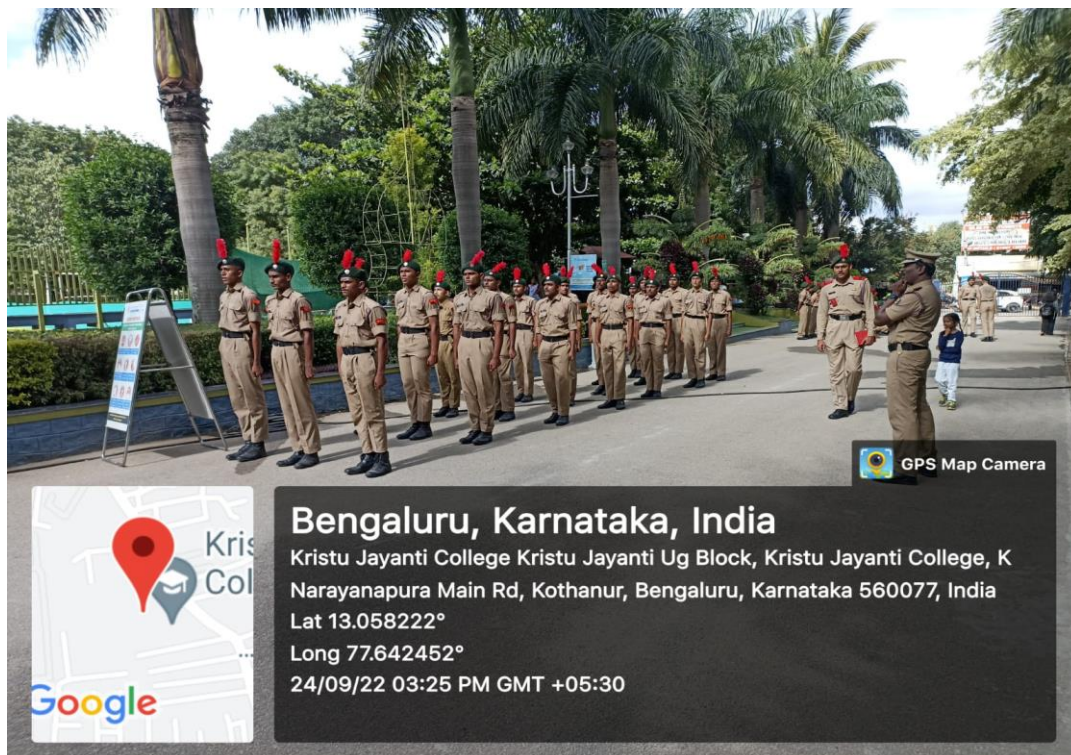 GPS Map Camera
Kris
Col
Google
Bengaluru, Karnataka, India
Kristu Jayanti College Kristu Jayanti Ug Block, Kristu Jayanti College, K
Narayanapura Main Rd, Kothanur, Bengaluru, Karnataka 560077, India
Lat 13.058222°
Long 77.642452°
24/09/22 03:25 PM GMT +05:30